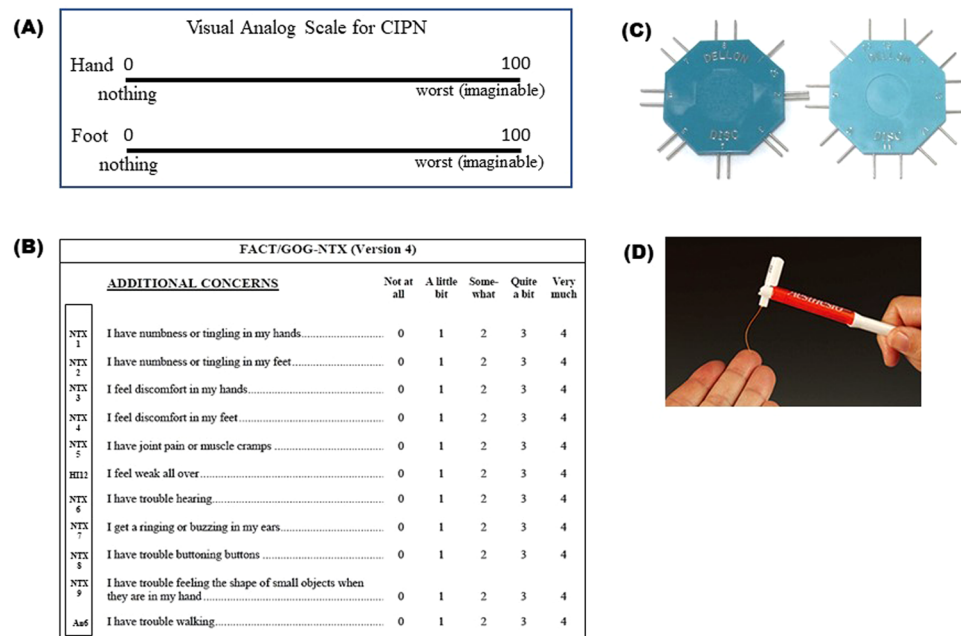 (A)
Visual Analog Scale for CIPN
Hand 0 100
nothing worst (imaginable)
Foot 0 100
nothing worst (imaginable)
(B)
FACT/GOG-NTX (Version 4)
ADDITIONAL CONCERNS Not at all A little bit Some-what Quite a bit Very much
NTX 1 I have numbness or tingling in my hands 0 1 2 3 4
NTX 2 I have numbness or tingling in my feet 0 1 2 3 4
NTX 3 I feel discomfort in my hands 0 1 2 3 4
NTX 4 I feel discomfort in my feet 0 1 2 3 4
NTX 5 I have joint pain or muscle cramps 0 1 2 3 4
HI12 I feel weak all over 0 1 2 3 4
NTX 6 I have trouble hearing 0 1 2 3 4
NTX 7 I get a ringing or buzzing in my ears 0 1 2 3 4
NTX 8 I have trouble buttoning buttons 0 1 2 3 4
NTX 9 I have trouble feeling the shape of small objects when
they are in my hand 0 1 2 3 4
An6 I have trouble walking 0 1 2 3 4
(C)
DELLON
DISC
DELLON
DISC
(D)
AESTHESIO